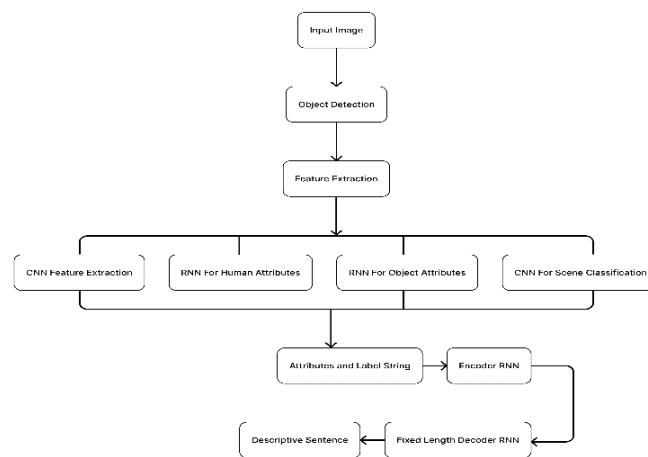 Input Image
Object Detection
Feature Extraction
CNN Feature Extraction
RNN For Human Attributes
RNN For Object Attributes
CNN For Scene Classification
Attributes and Label String
Encoder RNN
Descriptive Sentence
Fixed Length Decoder RNN